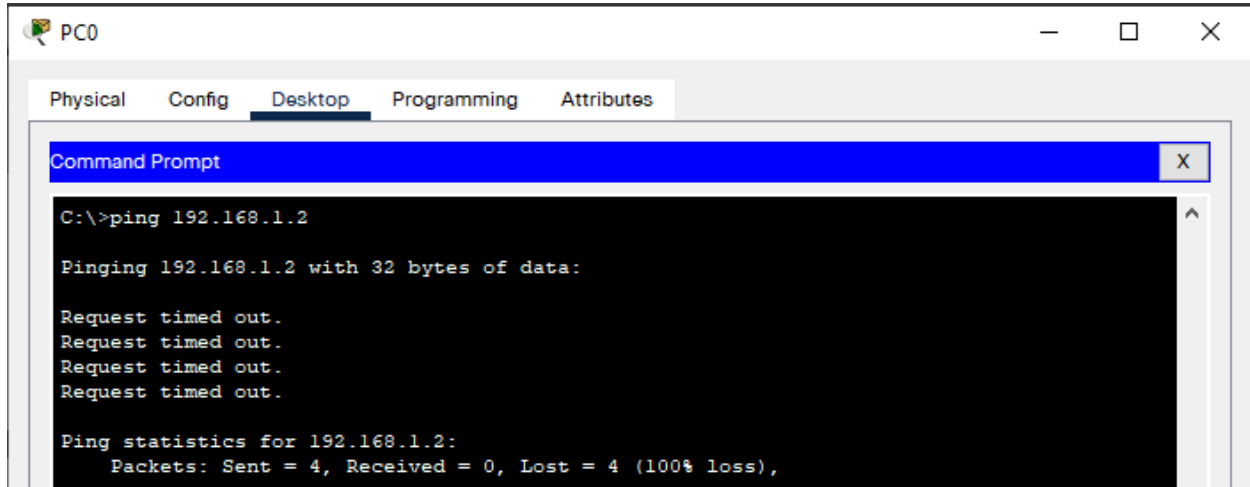 PC0
Physical Config Desktop Programming Attributes
Command Prompt X
C:\>ping 192.168.1.2
Pinging 192.168.1.2 with 32 bytes of data:
Request timed out.
Request timed out.
Request timed out.
Request timed out.
Ping statistics for 192.168.1.2:
Packets: Sent = 4, Received = 0, Lost = 4 (100% loss),